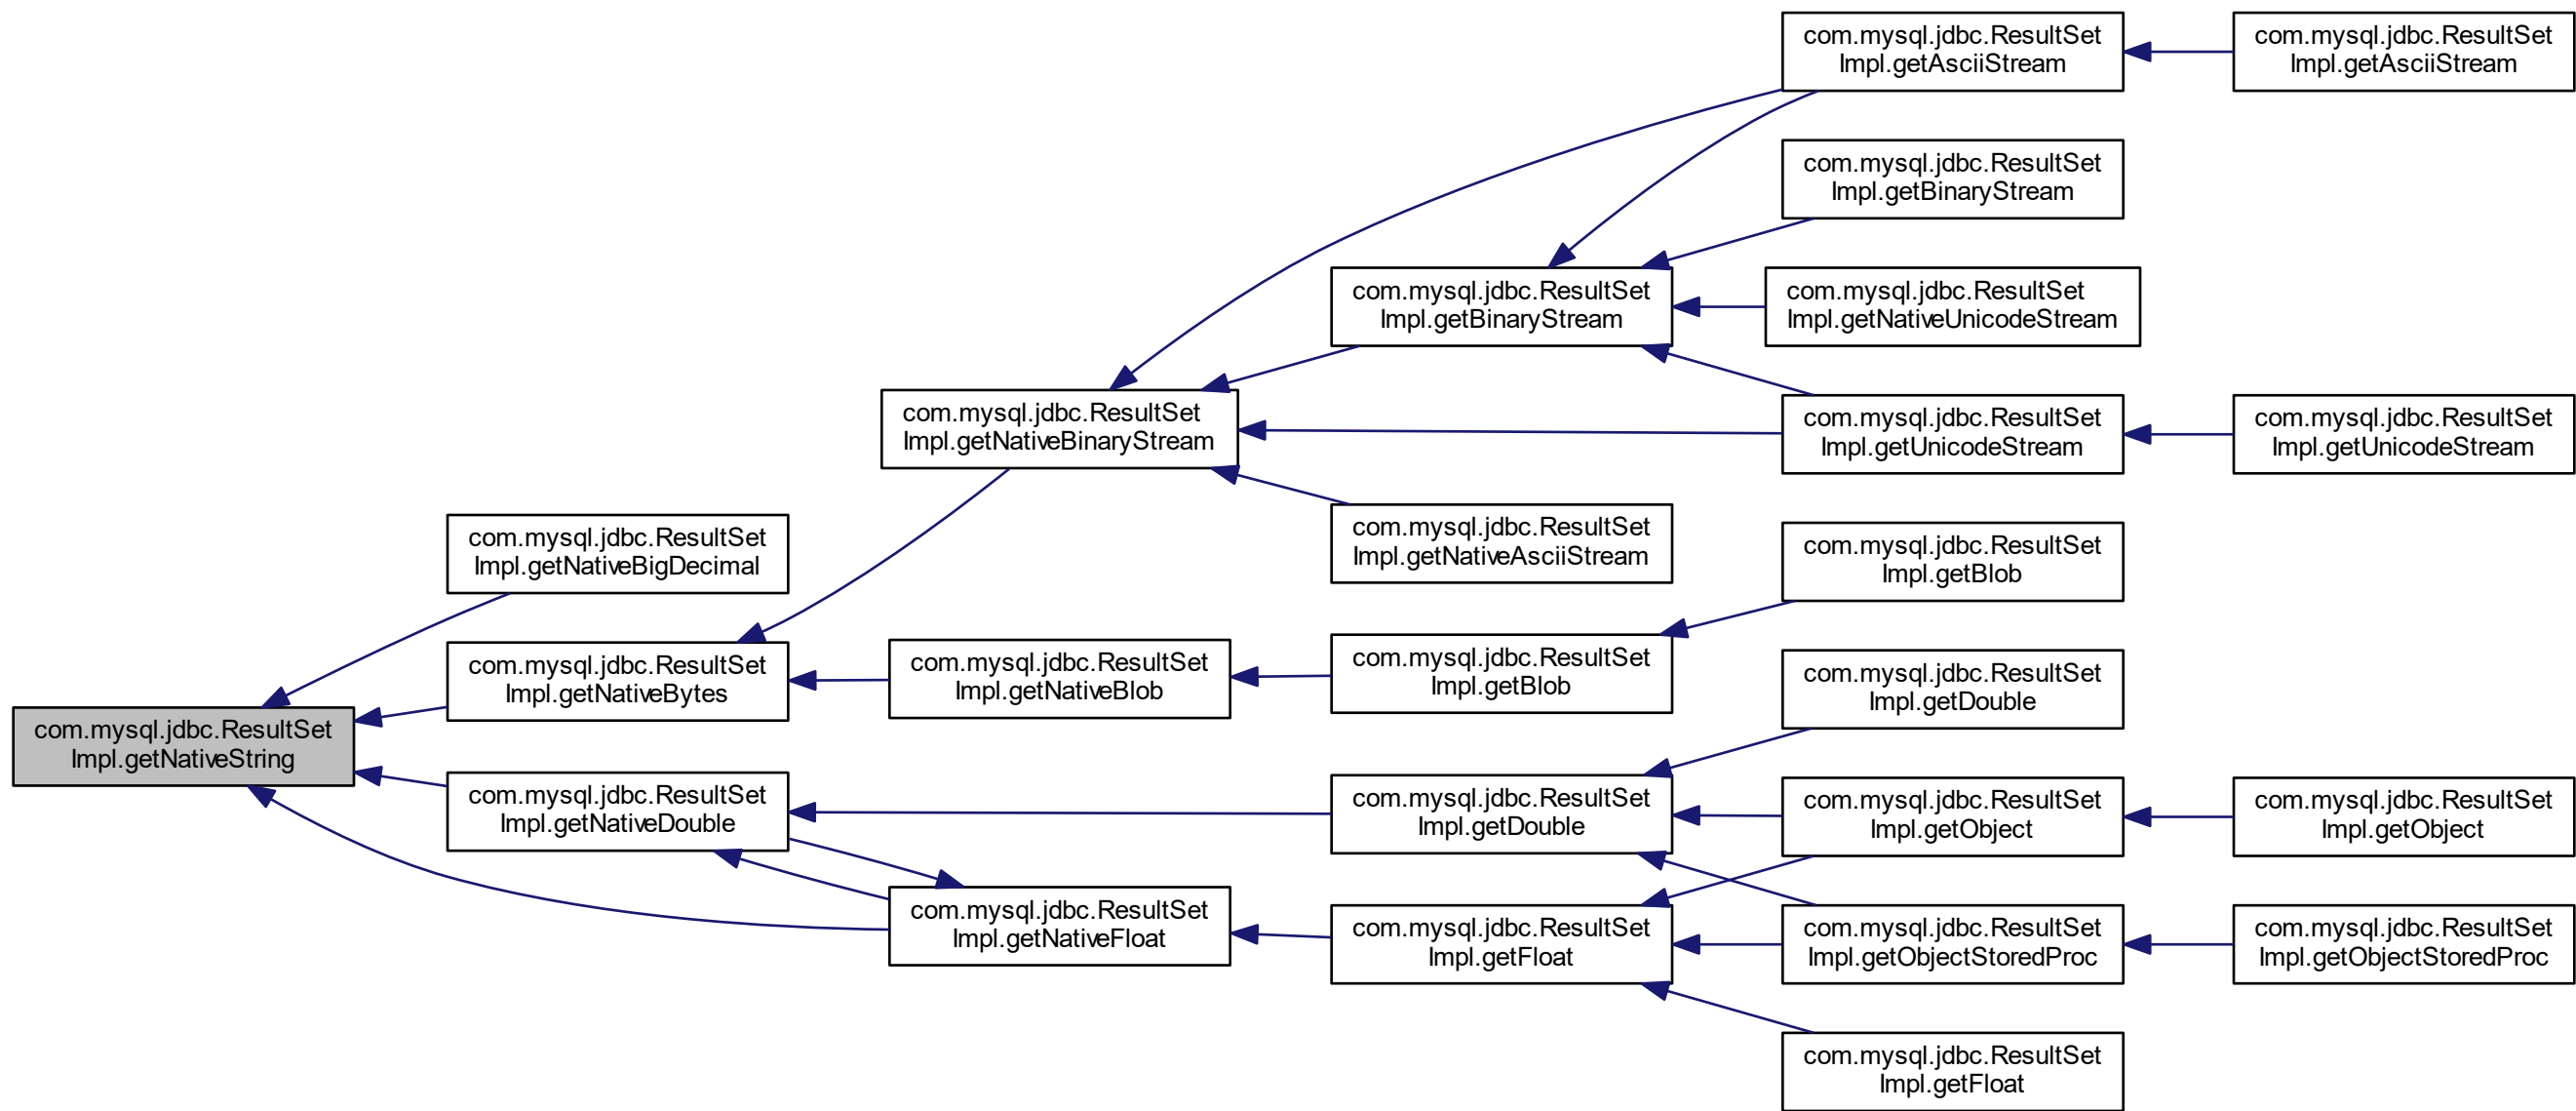 com.mysql.jdbc.ResultSet
Impl.getAsciiStream
com.mysql.jdbc.ResultSet
Impl.getAsciiStream
com.mysql.jdbc.ResultSet
Impl.getBinaryStream
com.mysql.jdbc.ResultSet
Impl.getBinaryStream
com.mysql.jdbc.ResultSet
Impl.getNativeUnicodeStream
com.mysql.jdbc.ResultSet
Impl.getNativeBinaryStream
com.mysql.jdbc.ResultSet
Impl.getUnicodeStream
com.mysql.jdbc.ResultSet
Impl.getUnicodeStream
com.mysql.jdbc.ResultSet
Impl.getNativeBigDecimal
com.mysql.jdbc.ResultSet
Impl.getNativeAsciiStream
com.mysql.jdbc.ResultSet
Impl.getBlob
com.mysql.jdbc.ResultSet
Impl.getNativeBytes
com.mysql.jdbc.ResultSet
Impl.getNativeBlob
com.mysql.jdbc.ResultSet
Impl.getBlob
com.mysql.jdbc.ResultSet
Impl.getDouble
com.mysql.jdbc.ResultSet
Impl.getNativeString
com.mysql.jdbc.ResultSet
Impl.getNativeDouble
com.mysql.jdbc.ResultSet
Impl.getDouble
com.mysql.jdbc.ResultSet
Impl.getObject
com.mysql.jdbc.ResultSet
Impl.getObject
com.mysql.jdbc.ResultSet
Impl.getNativeFloat
com.mysql.jdbc.ResultSet
Impl.getFloat
com.mysql.jdbc.ResultSet
Impl.getObjectStoredProc
com.mysql.jdbc.ResultSet
Impl.getObjectStoredProc
com.mysql.jdbc.ResultSet
Impl.getFloat